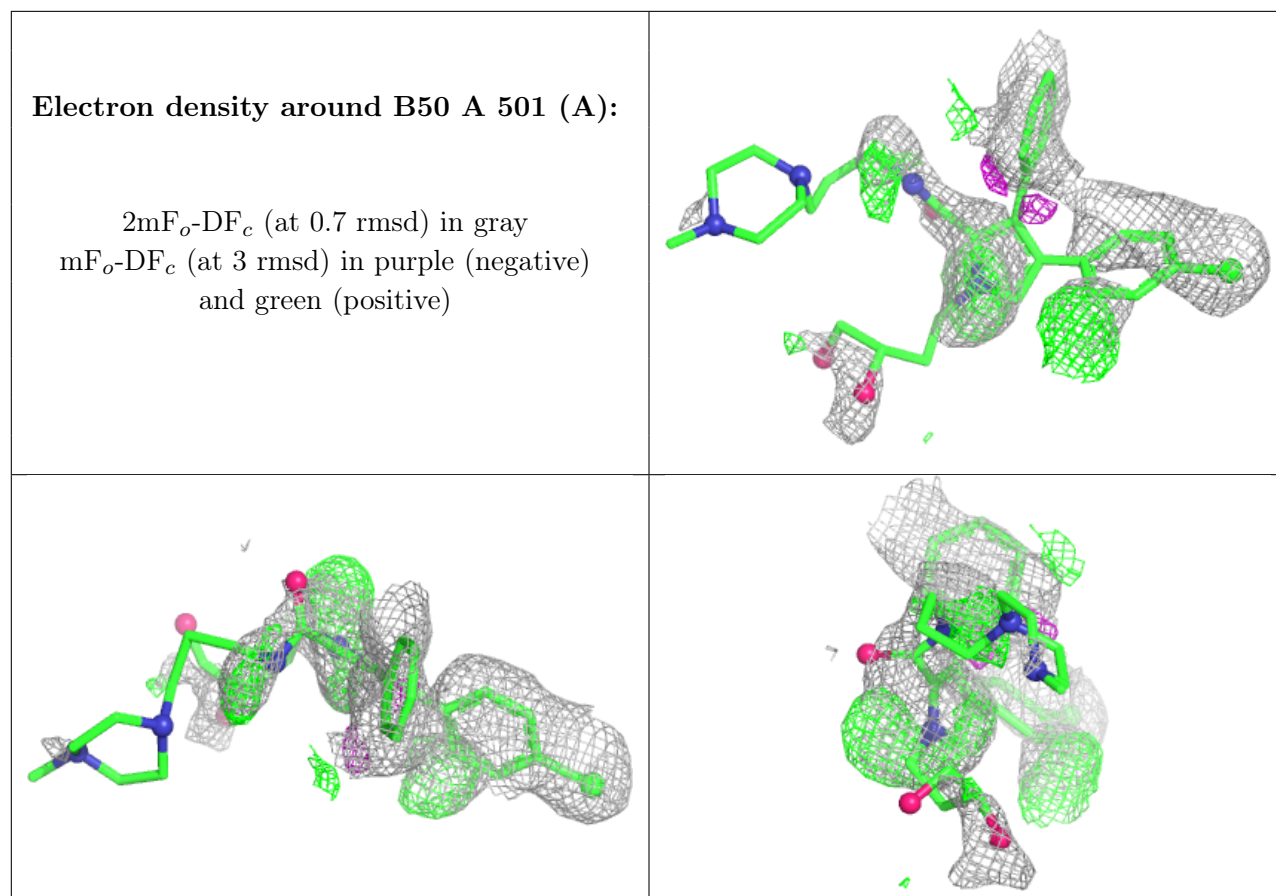 Electron density around B50 A 501 (A):
2mFo-DFc (at 0.7 rmsd) in gray
mFo-DFc (at 3 rmsd) in purple (negative)
and green (positive)